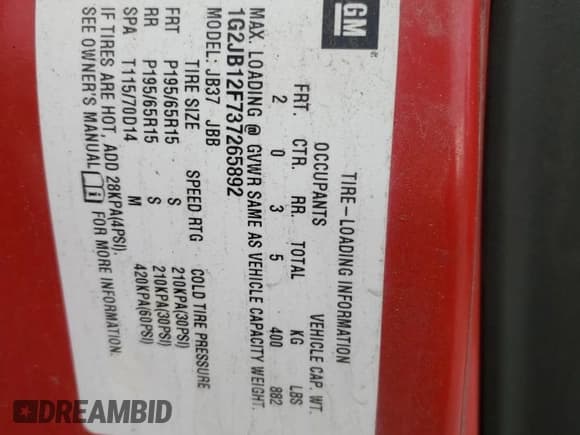 GM
TIRE-LOADING INFORMATION
OCCUPANTS VEHICLE CAP. WT.
FRT. CTR. RR. TOTAL KG LBS
2 0 3 5 400 882
MAX. LOADING @ GVWR SAME AS VEHICLE CAPACITY WEIGHT.
1G2JB12F737265892
MODEL: JB37 JBB
TIRE SIZE SPEED RTG COLD TIRE PRESSURE
FRT P195/65R15 S 210KPA(30PSI)
RR P195/65R15 S 210KPA(30PSI)
SPA T115/70D14 M 420KPA(60PSI)
IF TIRES ARE HOT, ADD 28KPA(4PSI).
SEE OWNER'S MANUAL FOR MORE INFORMATION.
DREAMBID